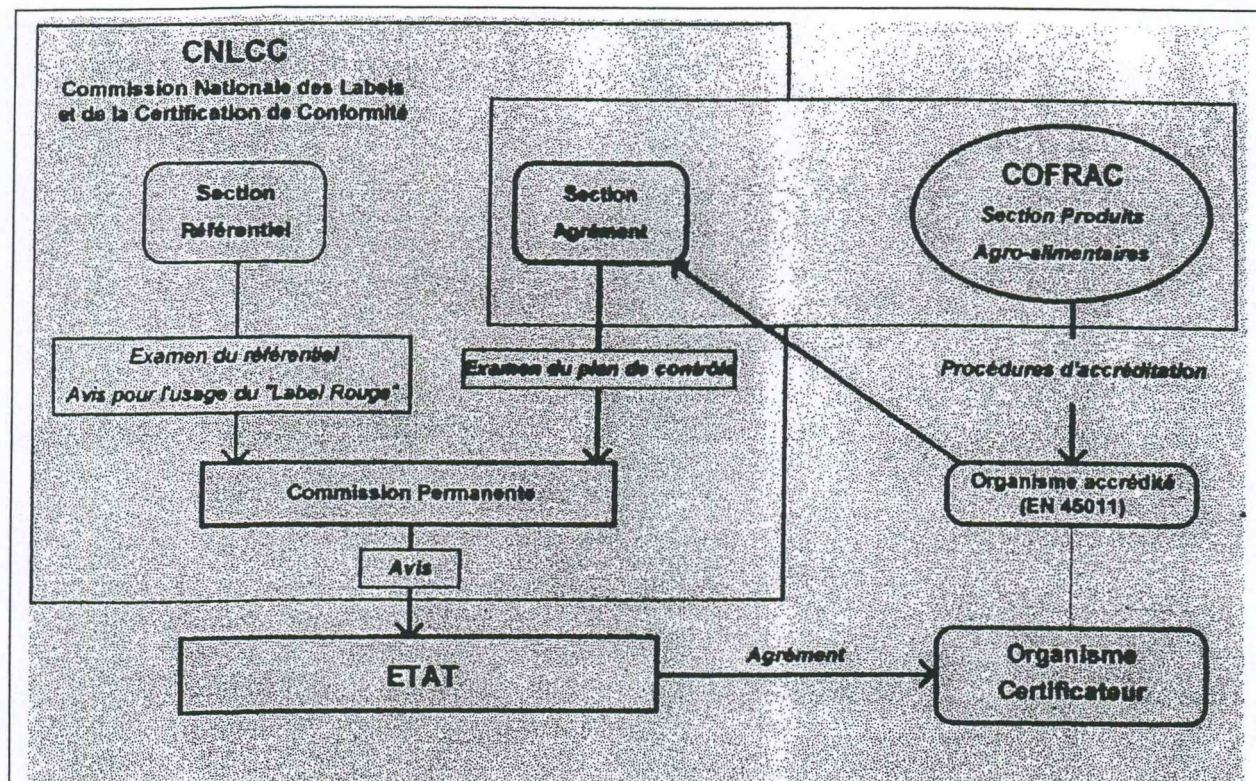 CNLCC
Commission Nationale des Labels
et de la Certification de Conformité
Section
Référentiel
Section
Agrément
COFRAC
Section Produits
Agro-alimentaires
Examen du référentiel
Avis pour l'usage du "Label Rouge"
Examen du plan de contrôle
Procédures d'accréditation
Commission Permanente
Organisme accrédité
(EN 45011)
Avis
ETAT
Agrément
Organisme
Certificateur